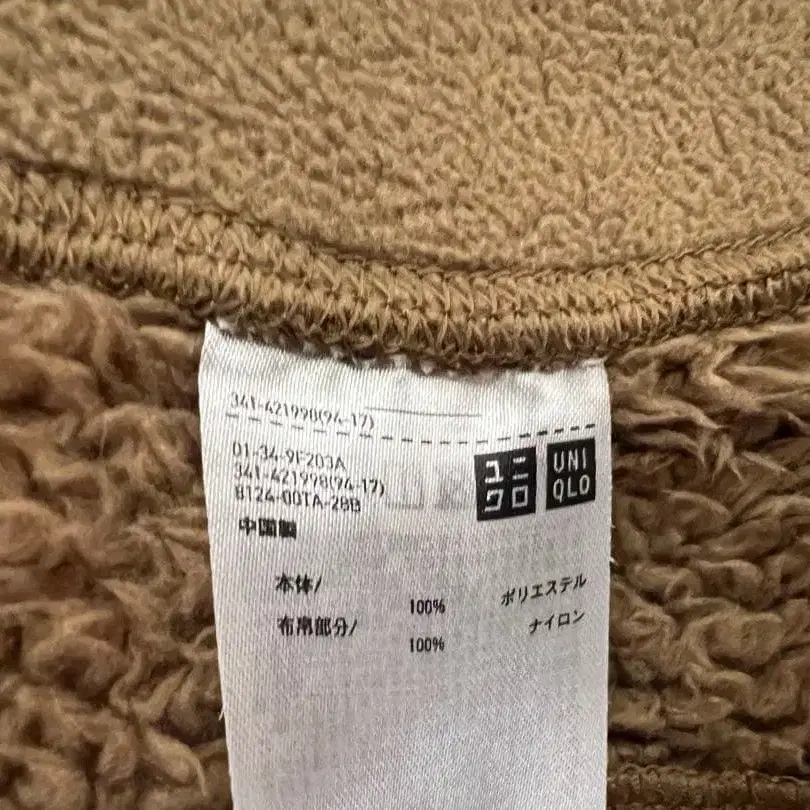 341-421998(94-17)
01-34-9F203A
341-421998(94-17)
B124-00TA-28B
中国製
ユニクロ
UNIQLO
本体/ 100% ポリエステル
布帛部分/ 100% ナイロン